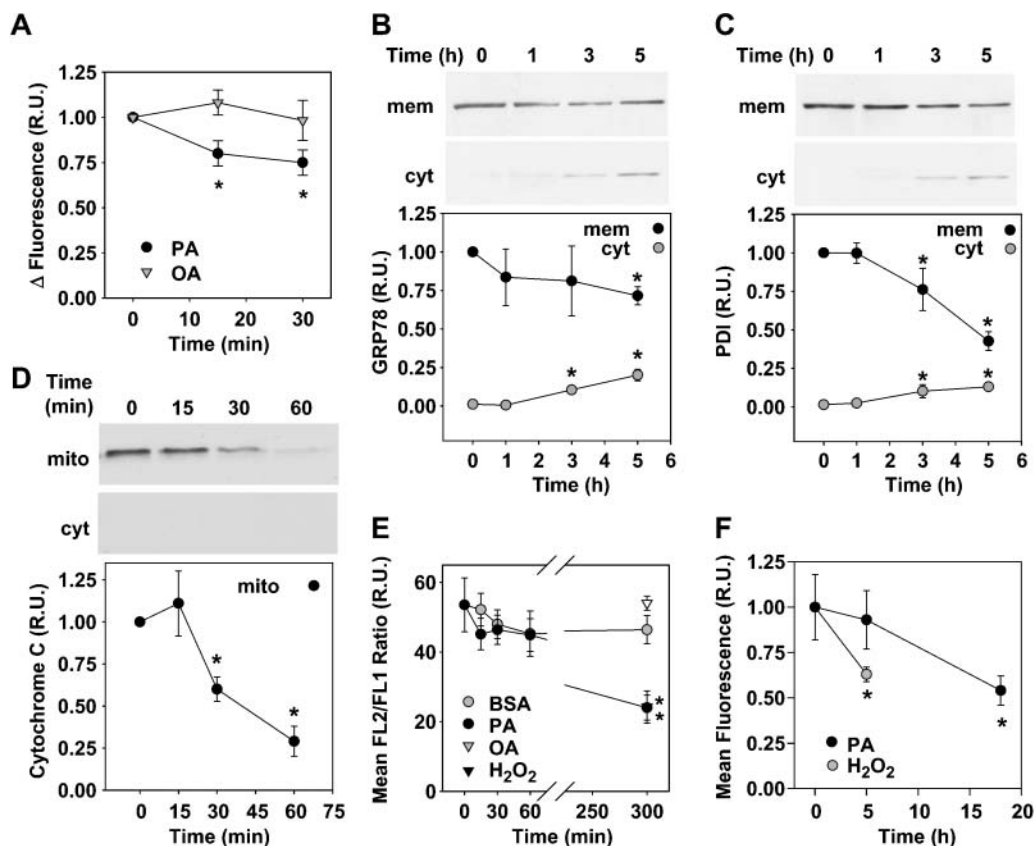 A
1.25
1.00
0.75
0.50
0.25
0.00
Δ Fluorescence (R.U.)
PA
OA
*
*
0 10 20 30
Time (min)
B
Time (h) 0 1 3 5
mem
cyt
1.25
1.00
0.75
0.50
0.25
0.00
GRP78 (R.U.)
mem
cyt
*
*
*
0 1 2 3 4 5 6
Time (h)
C
Time (h) 0 1 3 5
mem
cyt
1.25
1.00
0.75
0.50
0.25
0.00
PDI (R.U.)
mem
cyt
*
*
*
*
0 1 2 3 4 5 6
Time (h)
D
Time
(min) 0 15 30 60
mito
cyt
1.25
1.00
0.75
0.50
0.25
0.00
Cytochrome C (R.U.)
mito
*
*
0 15 30 45 60 75
Time (min)
E
60
40
20
0
Mean FL2/FL1 Ratio (R.U.)
BSA
PA
OA
H₂O₂
*
*
0 30 60 250 300
Time (min)
F
1.25
1.00
0.75
0.50
0.25
0.00
Mean Fluorescence (R.U.)
*
*
PA
H₂O₂
0 5 10 15 20
Time (h)